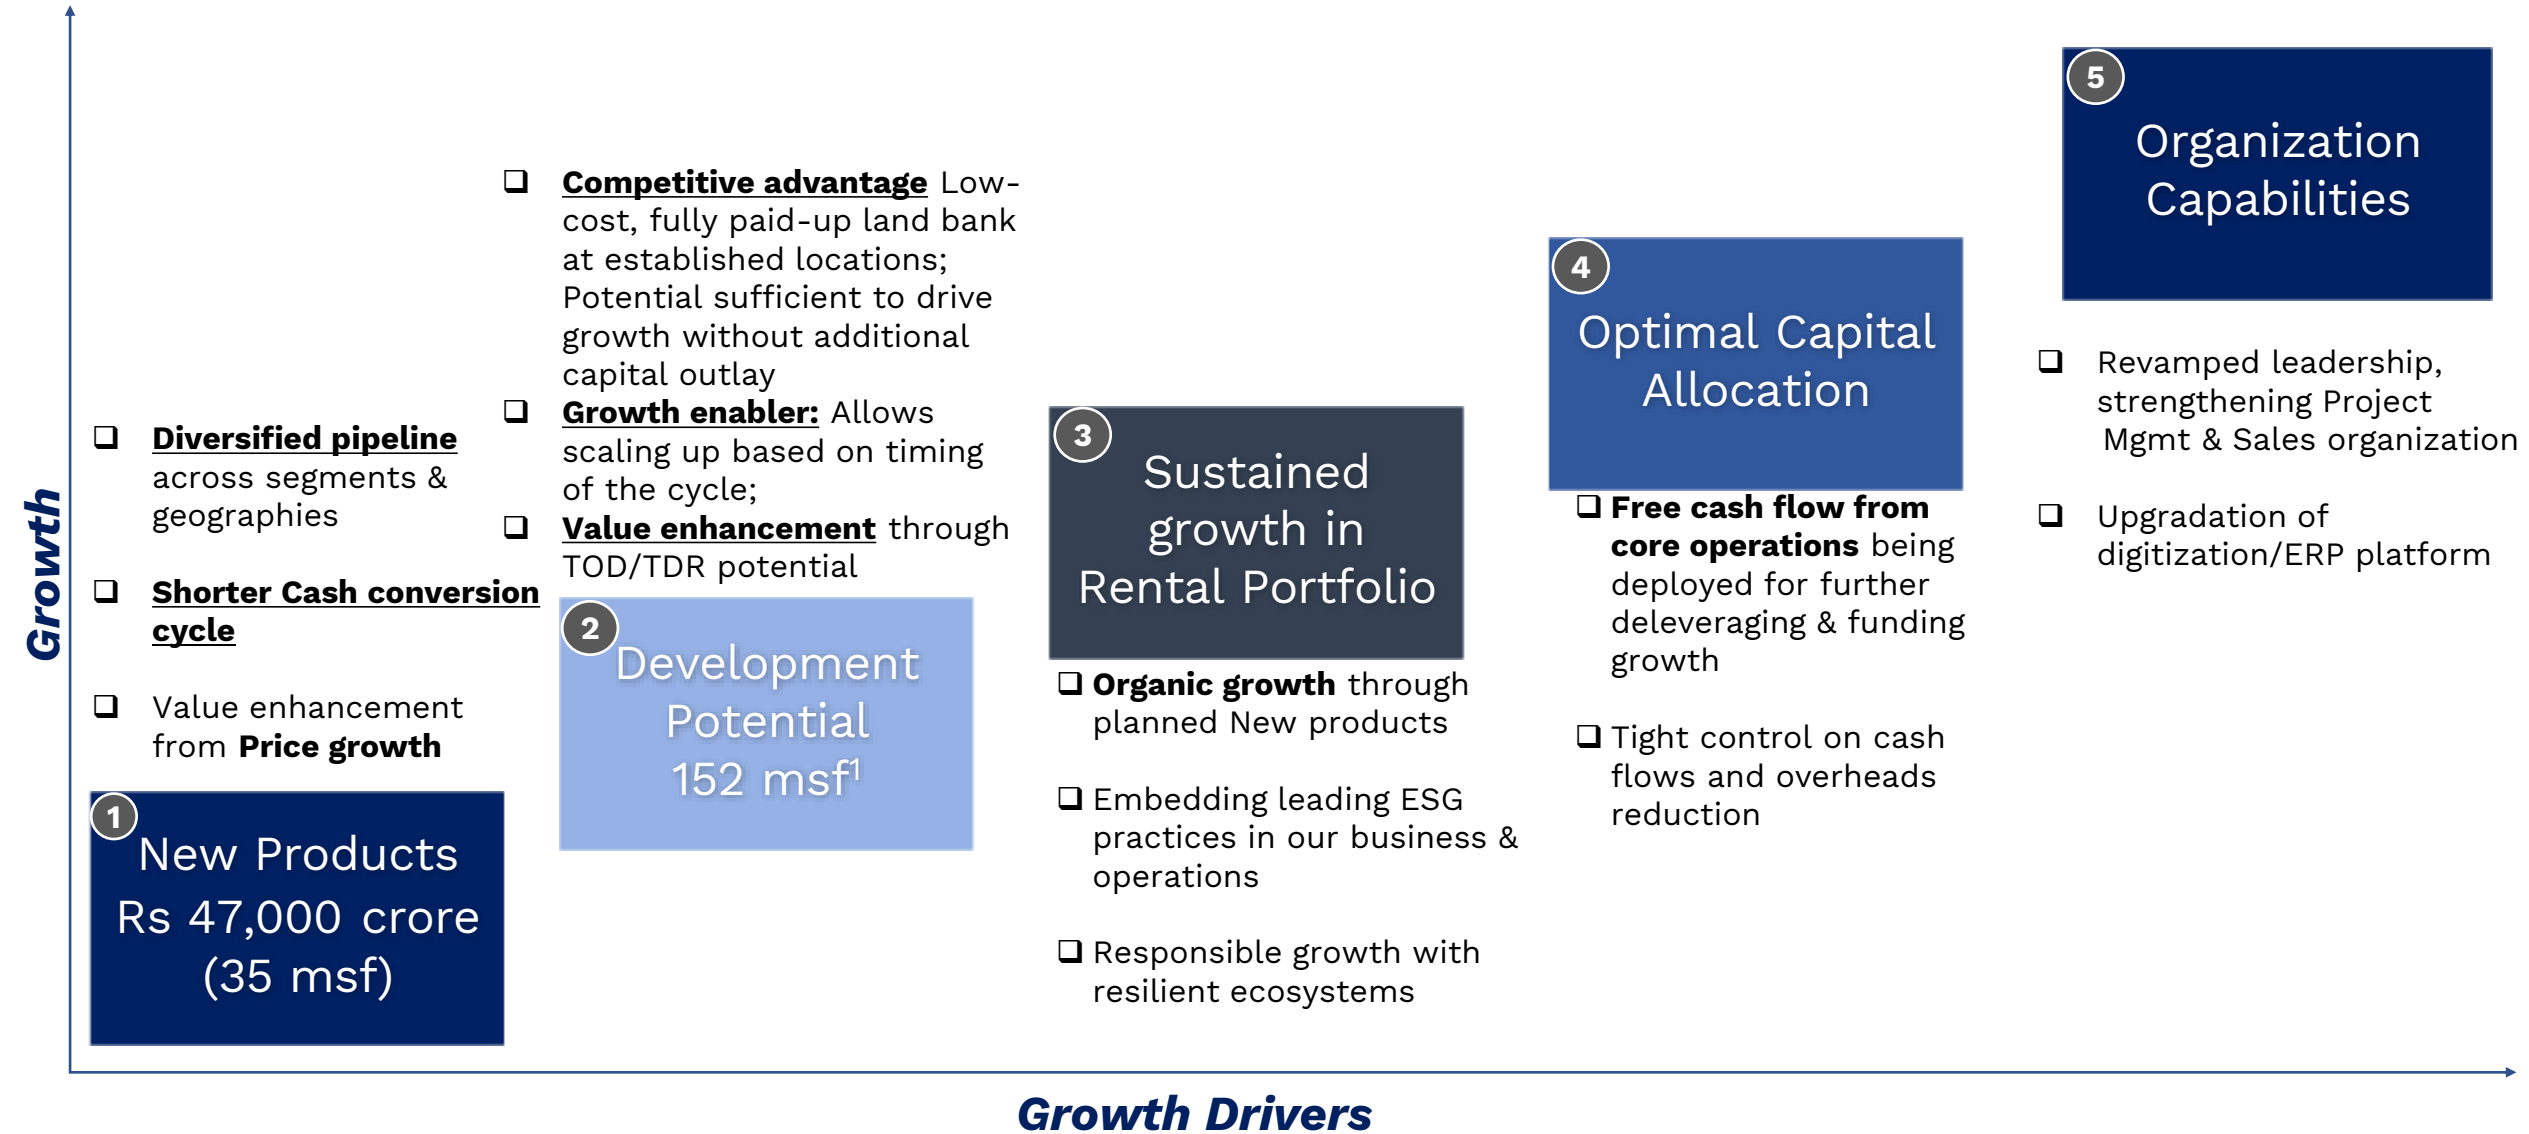 Growth
❑ Diversified pipeline
across segments &
geographies
❑ Shorter Cash conversion
cycle
❑ Value enhancement
from Price growth
1
New Products
Rs 47,000 crore
(35 msf)
❑ Competitive advantage Low-
cost, fully paid-up land bank
at established locations;
Potential sufficient to drive
growth without additional
capital outlay
❑ Growth enabler: Allows
scaling up based on timing
of the cycle;
❑ Value enhancement through
TOD/TDR potential
2
Development
Potential
152 msf¹
3
Sustained
growth in
Rental Portfolio
❑ Organic growth through
planned New products
❑ Embedding leading ESG
practices in our business &
operations
❑ Responsible growth with
resilient ecosystems
4
Optimal Capital
Allocation
❑ Free cash flow from
core operations being
deployed for further
deleveraging & funding
growth
❑ Tight control on cash
flows and overheads
reduction
5
Organization
Capabilities
❑ Revamped leadership,
strengthening Project
Mgmt & Sales organization
❑ Upgradation of
digitization/ERP platform
Growth Drivers